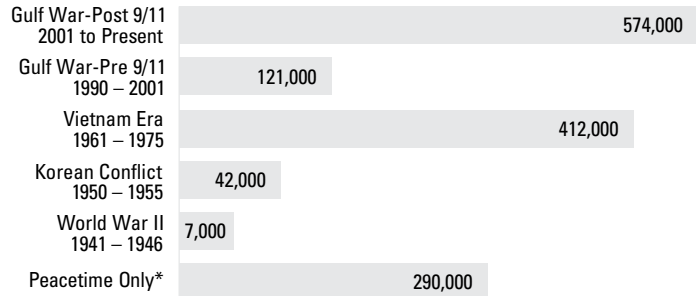 Gulf War-Post 9/11
2001 to Present
574,000
Gulf War-Pre 9/11
1990 – 2001
121,000
Vietnam Era
1961 – 1975
412,000
Korean Conflict
1950 – 1955
42,000
World War II
1941 – 1946
7,000
Peacetime Only*
290,000